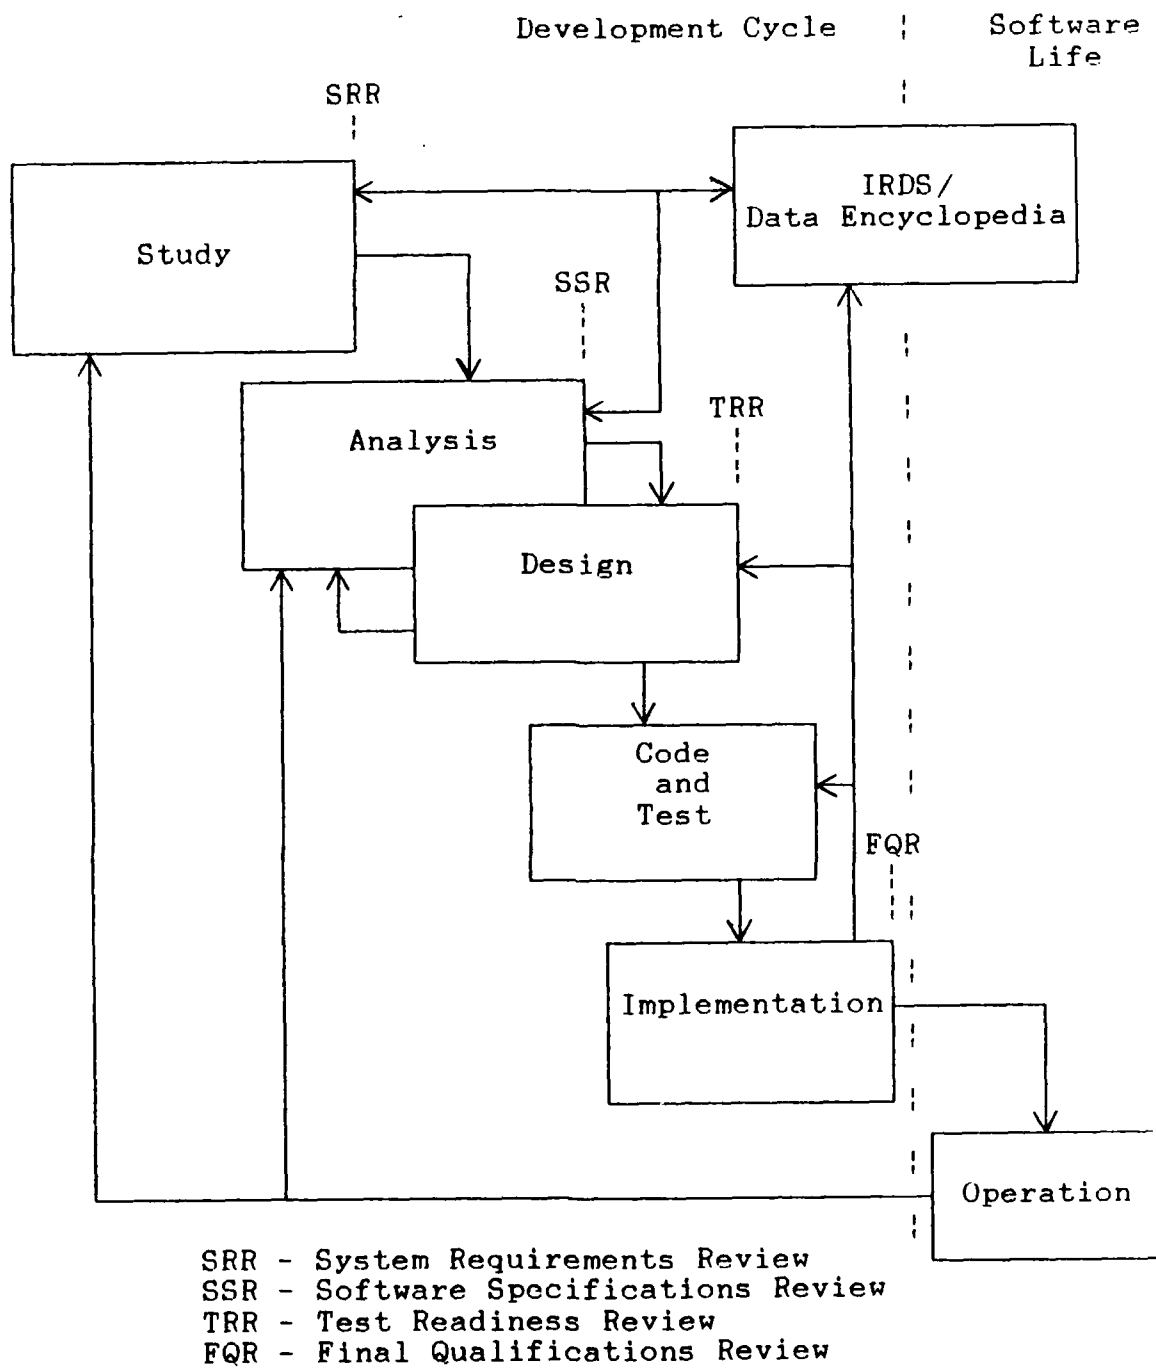 Development Cycle
Software
Life
SRR
IRDS/
Data Encyclopedia
Study
SSR
TRR
Analysis
Design
Code
and
Test
FQR
Implementation
Operation
SRR - System Requirements Review
SSR - Software Specifications Review
TRR - Test Readiness Review
FQR - Final Qualifications Review